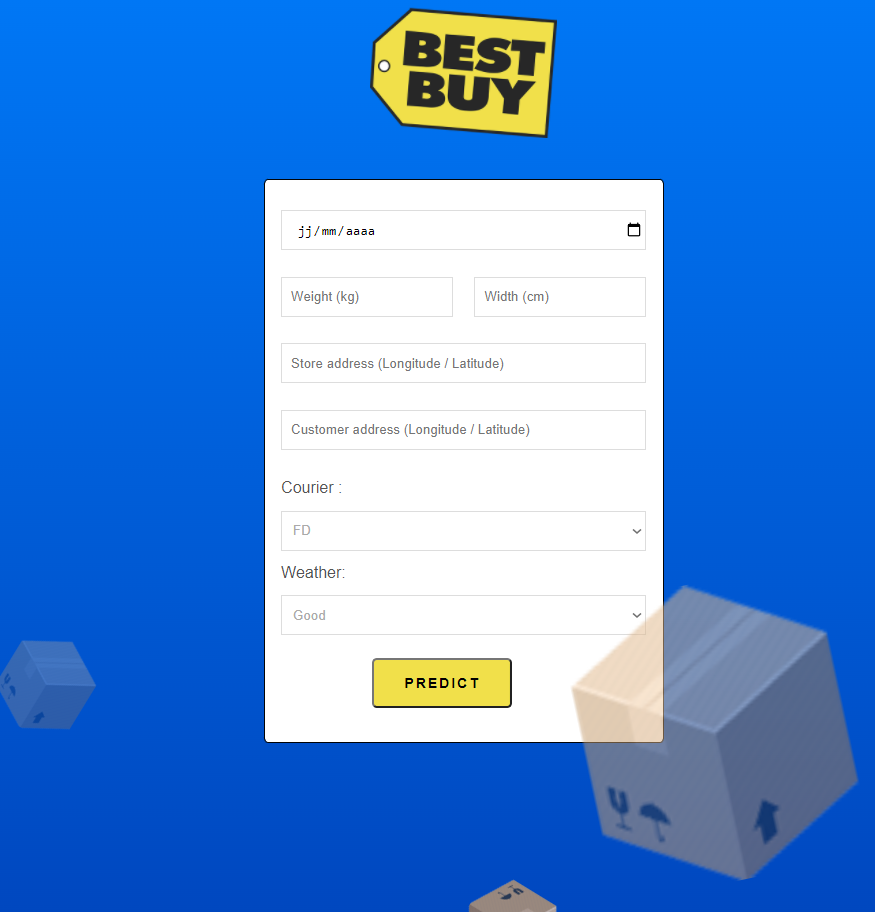 BEST
BUY
jj/mm/aaaa
Weight (kg)
Width (cm)
Store address (Longitude / Latitude)
Customer address (Longitude / Latitude)
Courier :
FD
Weather:
Good
PREDICT